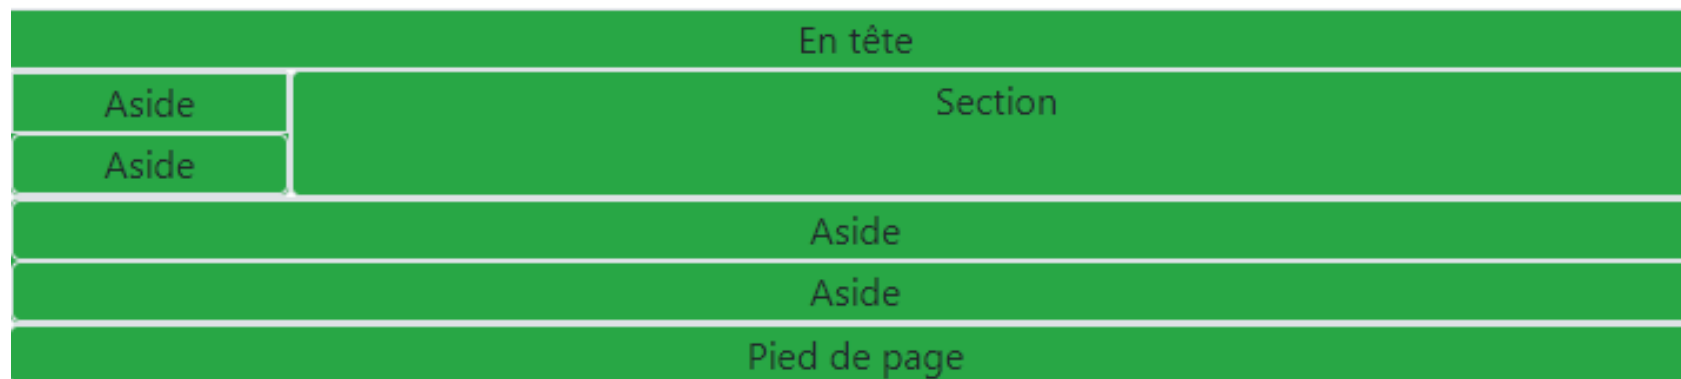 En tête
Aside
Section
Aside
Aside
Aside
Pied de page